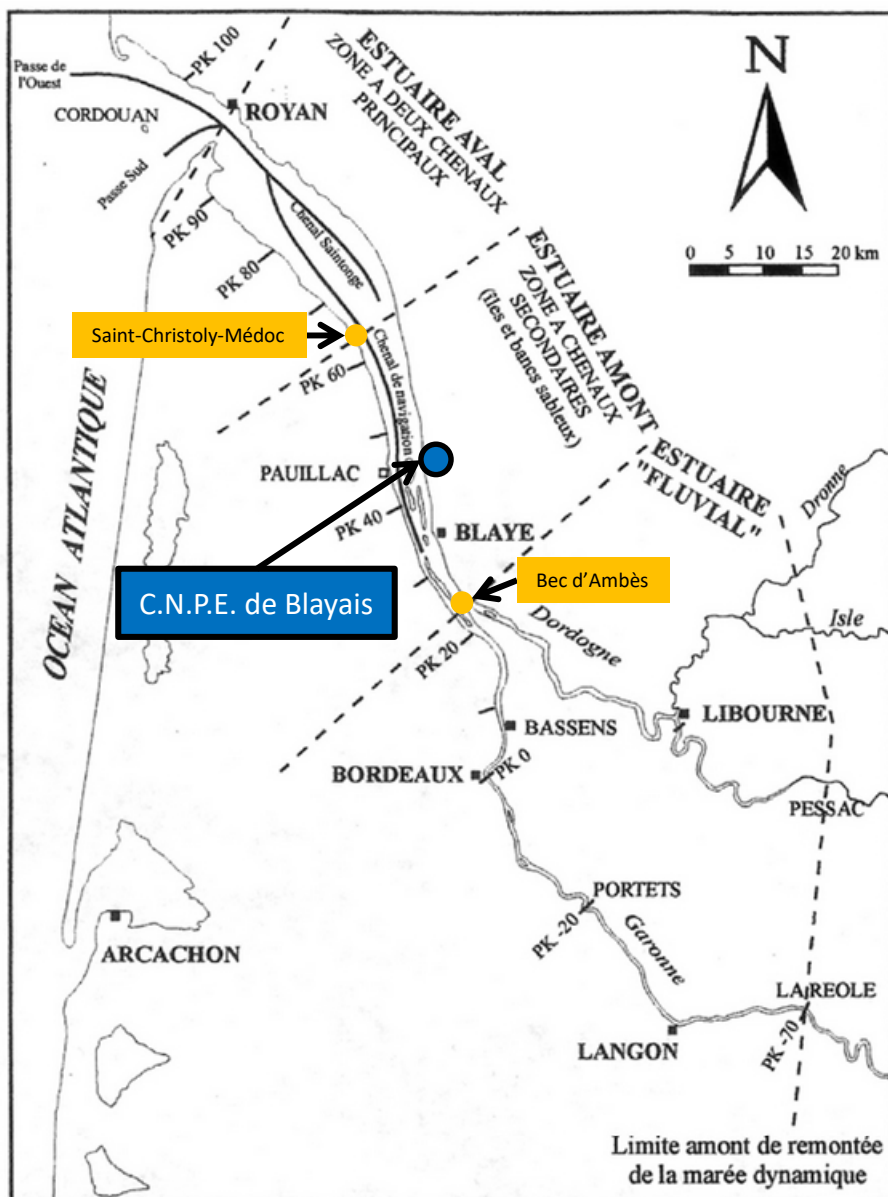 PK 100
Passe de
l'Ouest
ROYAN
CORDOUAN
Passe Sud
PK 90
PK 80
Chenal Saintonge
ESTUAIRE AVAL
ZONE A DEUX CHENAUX
PRINCIPAUX
N
0 5 10 15 20 km
Saint-Christoly-Médoc
PK 60
Chenal de navigation
ESTUAIRE AMONT
ZONE A CHENAUX
SECONDAIRES
(îles et bancs sableux)
OCEAN ATLANTIQUE
PAUILLAC
PK 40
BLAYE
ESTUAIRE
"FLUVIAL"
Dronne
C.N.P.E. de Blayais
Bec d'Ambès
Isle
Dordogne
PK 20
LIBOURNE
BASSENS
BORDEAUX
PK 0
PESSAC
PORTETS
PK -20
Garonne
ARCACHON
LA REOLE
LANGON
PK -70
Limite amont de remontée
de la marée dynamique